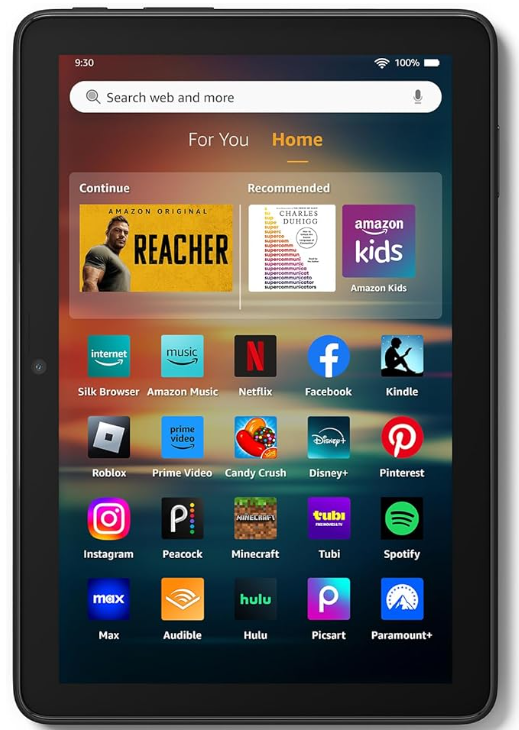 9:30 100%
Search web and more
For You Home
Continue Recommended
AMAZON ORIGINAL
REACHER
CHARLES
DUHIGG
supercommunicators
amazon
kids
Amazon Kids
internet music
Silk Browser Amazon Music Netflix Facebook Kindle
prime
video
Disney+
Roblox Prime Video Candy Crush Disney+ Pinterest
MINECRAFT tubi
Instagram Peacock Minecraft Tubi Spotify
max hulu
Max Audible Hulu Picsart Paramount+